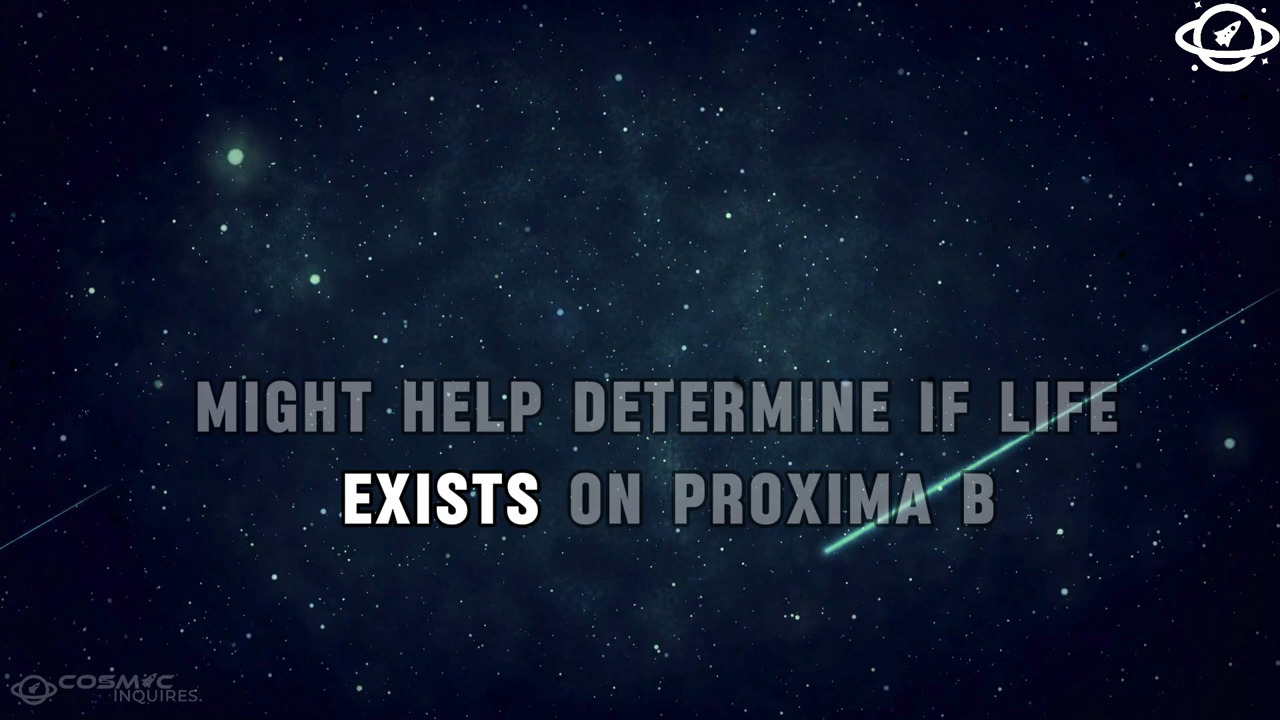 MIGHT HELP DETERMINE IF LIFE
EXISTS ON PROXIMA B
COSMIC
INQUIRES.